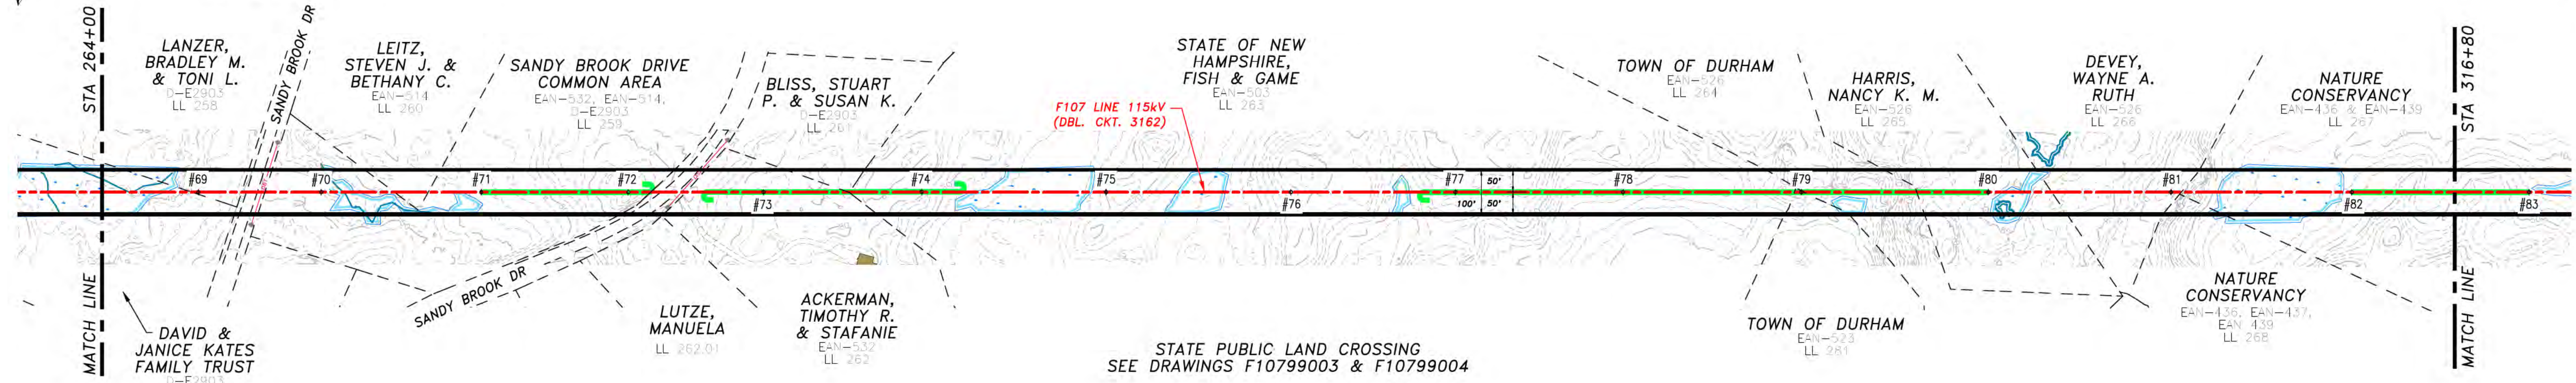 STA 264+00
MATCH LINE
LANZER,
BRADLEY M.
& TONI L.
D-E2903
LL 258
SANDY BROOK DR
LEITZ,
STEVEN J. &
BETHANY C.
EAN-514
LL 260
SANDY BROOK DRIVE
COMMON AREA
EAN-532, EAN-514,
D-E2903
LL 259
BLISS, STUART
P. & SUSAN K.
D-E2903
LL 261
STATE OF NEW
HAMPSHIRE,
FISH & GAME
EAN-503
LL 263
F107 LINE 115kV
(DBL. CKT. 3162)
TOWN OF DURHAM
EAN-526
LL 264
HARRIS,
NANCY K. M.
EAN-526
LL 265
DEVEY,
WAYNE A.
RUTH
EAN-526
LL 266
NATURE
CONSERVANCY
EAN-436 & EAN-439
LL 267
STA 316+80
MATCH LINE
#69
#70
#71
#72
#73
#74
#75
#76
#77
50'
100'
50'
#78
#79
#80
#81
#82
#83
DAVID &
JANICE KATES
FAMILY TRUST
D-E2903
SANDY BROOK DR
LUTZE,
MANUELA
LL 262.01
ACKERMAN,
TIMOTHY R.
& STAFANIE
EAN-532
LL 262
STATE PUBLIC LAND CROSSING
SEE DRAWINGS F10799003 & F10799004
TOWN OF DURHAM
EAN-523
LL 281
NATURE
CONSERVANCY
EAN-436, EAN-437,
EAN 439
LL 268